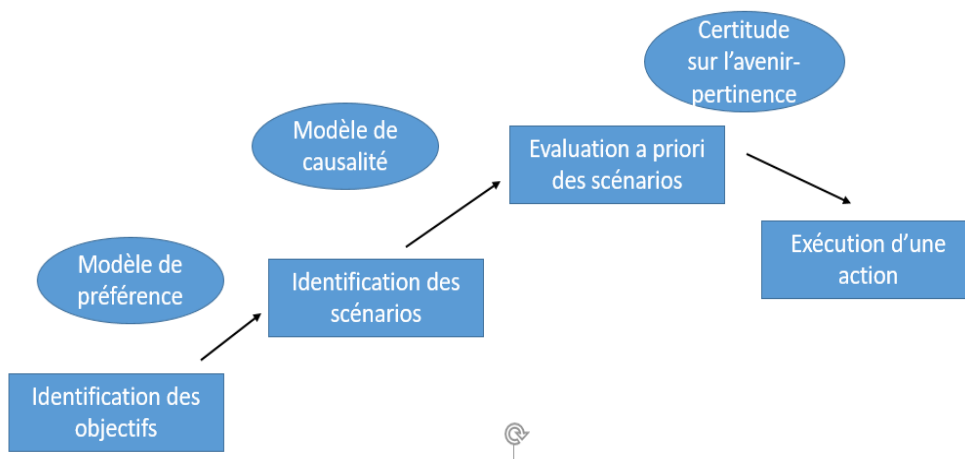 Certitude
sur l'avenir-
pertinence
Modèle de
causalité
Evaluation a priori
des scénarios
Modèle de
préférence
Identification des
scénarios
Exécution d'une
action
Identification des
objectifs